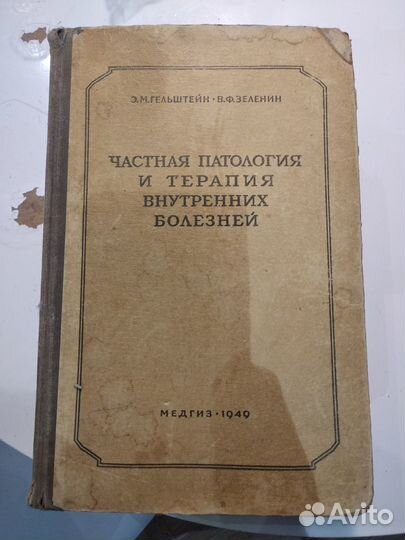 Э.М.ГЕЛЬШТЕЙН • В.Ф.ЗЕЛЕНИН
ЧАСТНАЯ ПАТОЛОГИЯ
И ТЕРАПИЯ
ВНУТРЕННИХ
БОЛЕЗНЕЙ
МЕДГИЗ • 1949
Avito